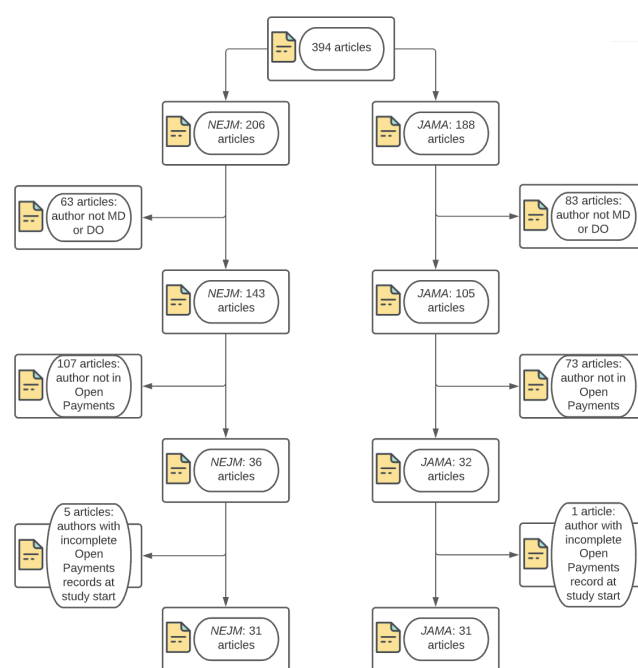 394 articles
NEJM: 206
articles
JAMA: 188
articles
63 articles:
author not MD
or DO
83 articles:
author not MD
or DO
NEJM: 143
articles
JAMA: 105
articles
107 articles:
author not in
Open
Payments
73 articles:
author not in
Open
Payments
NEJM: 36
articles
JAMA: 32
articles
5 articles:
authors with
incomplete
Open
Payments
records at
study start
1 article:
author with
incomplete
Open
Payments
record at
study start
NEJM: 31
articles
JAMA: 31
articles